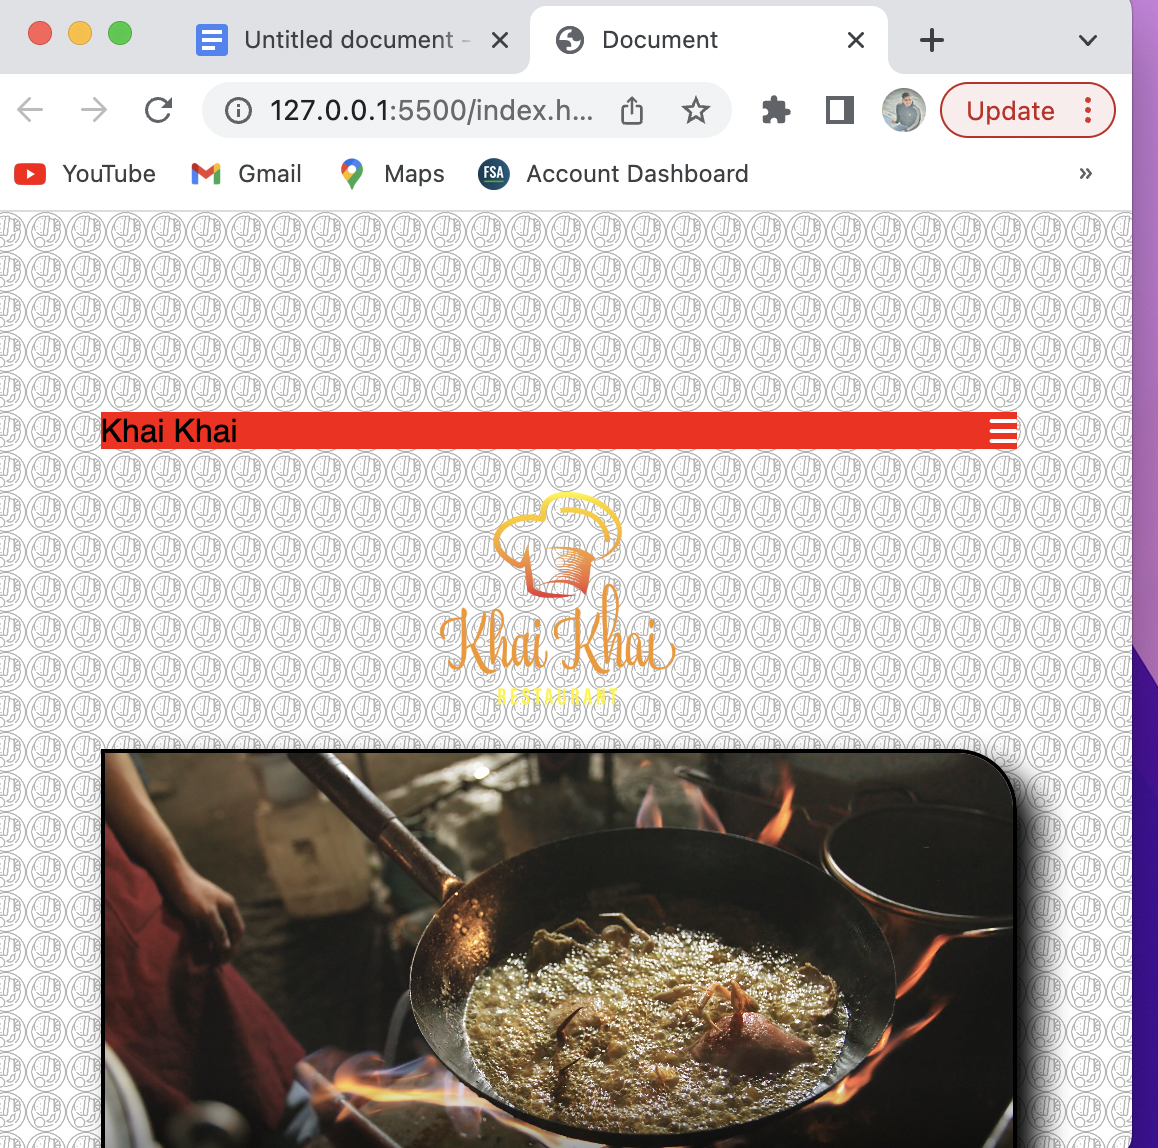 Untitled document -
Document
127.0.0.1:5500/index.h...
Update
YouTube
Gmail
Maps
FSA
Account Dashboard
»
Khai Khai
Khai Khai
RESTAURANT